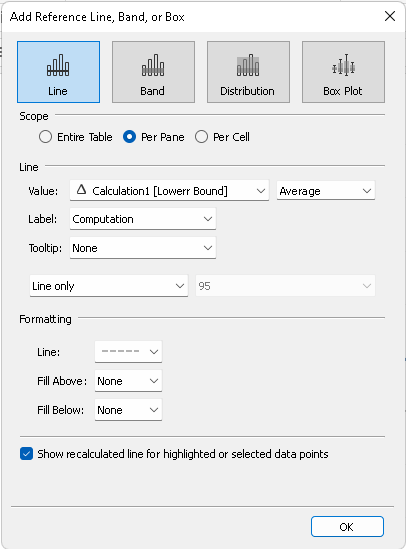 Add Reference Line, Band, or Box
Line Band Distribution Box Plot
Scope
Entire Table Per Pane Per Cell
Line
Value: Calculation1 [Lowerr Bound] Average
Label: Computation
Tooltip: None
Line only 95
Formatting
Line:
Fill Above: None
Fill Below: None
Show recalculated line for highlighted or selected data points
OK